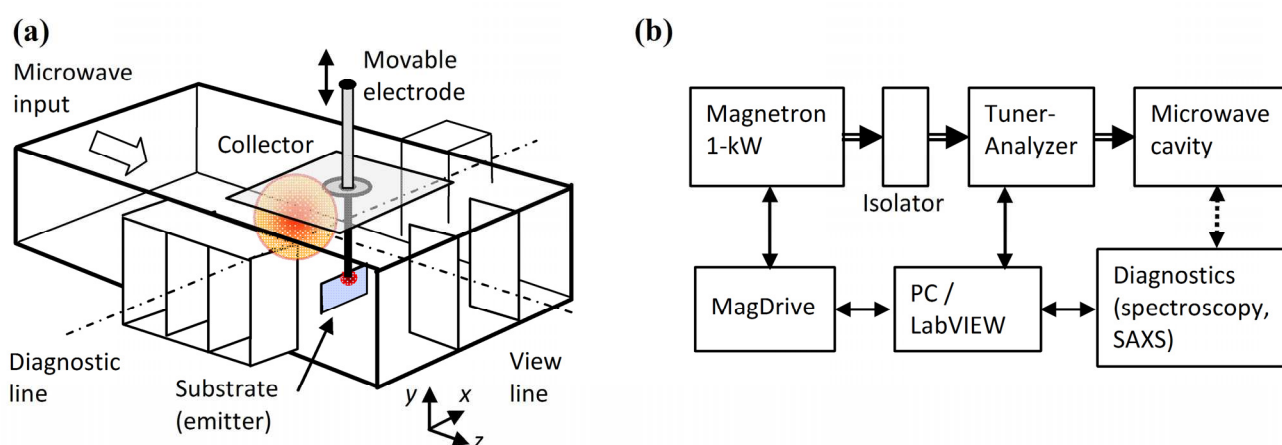 (a)
Microwave
input
Movable
electrode
Collector
Diagnostic
line
Substrate
(emitter)
View
line
y
x
z
(b)
Magnetron
1-kW
Isolator
Tuner-
Analyzer
Microwave
cavity
MagDrive
PC /
LabVIEW
Diagnostics
(spectroscopy,
SAXS)